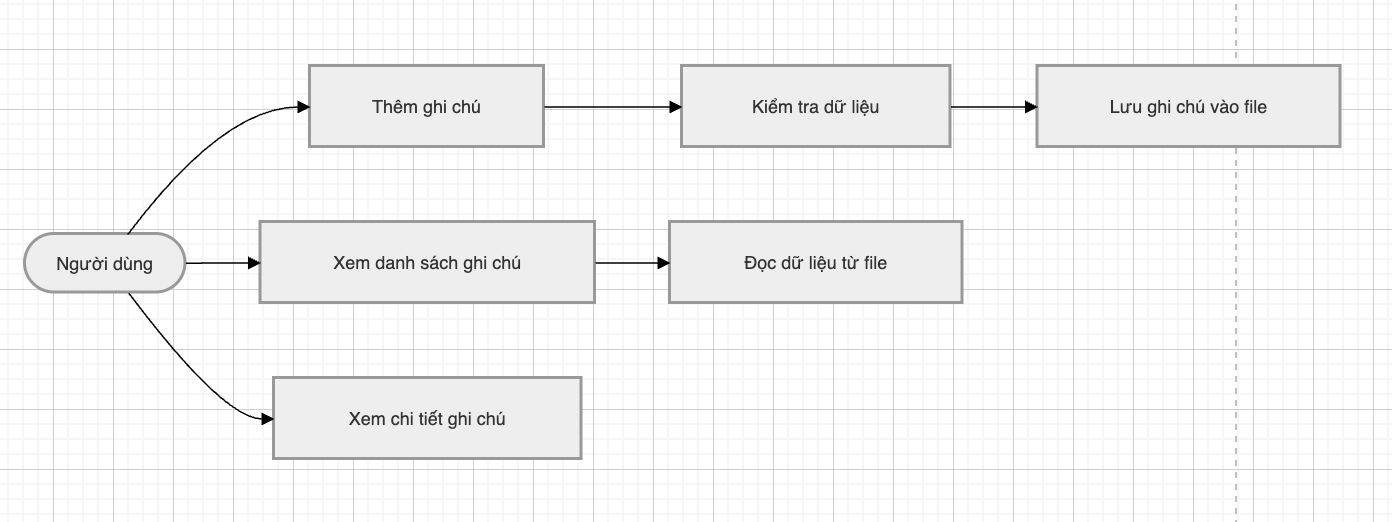 Thêm ghi chú
Kiểm tra dữ liệu
Lưu ghi chú vào file
Người dùng
Xem danh sách ghi chú
Đọc dữ liệu từ file
Xem chi tiết ghi chú